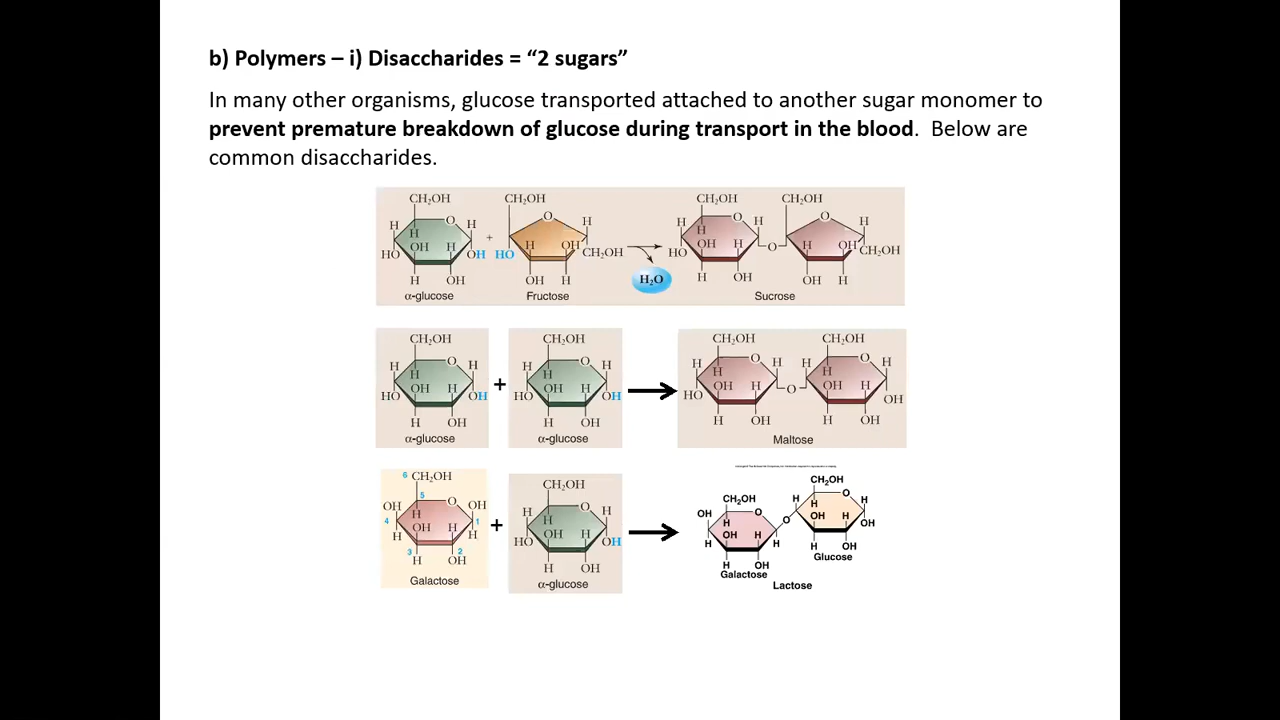 b) Polymers – i) Disaccharides = “2 sugars”
In many other organisms, glucose transported attached to another sugar monomer to
prevent premature breakdown of glucose during transport in the blood. Below are
common disaccharides.
CH₂OH CH₂OH CH₂OH CH₂OH
H O H O H H O H O H
H + H
HO OH H OH HO H OH CH₂OH HO OH H O H OH CH₂OH
H₂O
H OH OH H H OH OH H
α-glucose Fructose Sucrose
CH₂OH CH₂OH CH₂OH CH₂OH
H O H H O H H O H H O H
H H H H
HO OH H OH + HO OH H OH HO OH H O OH H OH
H OH H OH H OH H OH
α-glucose α-glucose Maltose
6 CH₂OH CH₂OH CH₂OH CH₂OH
5
OH O OH H O H OH O H O H
4 H 1 H H H
H OH H H + HO OH H OH H OH H H O OH H OH
3 2
H OH H OH H OH H OH
Galactose α-glucose Galactose Glucose
Lactose